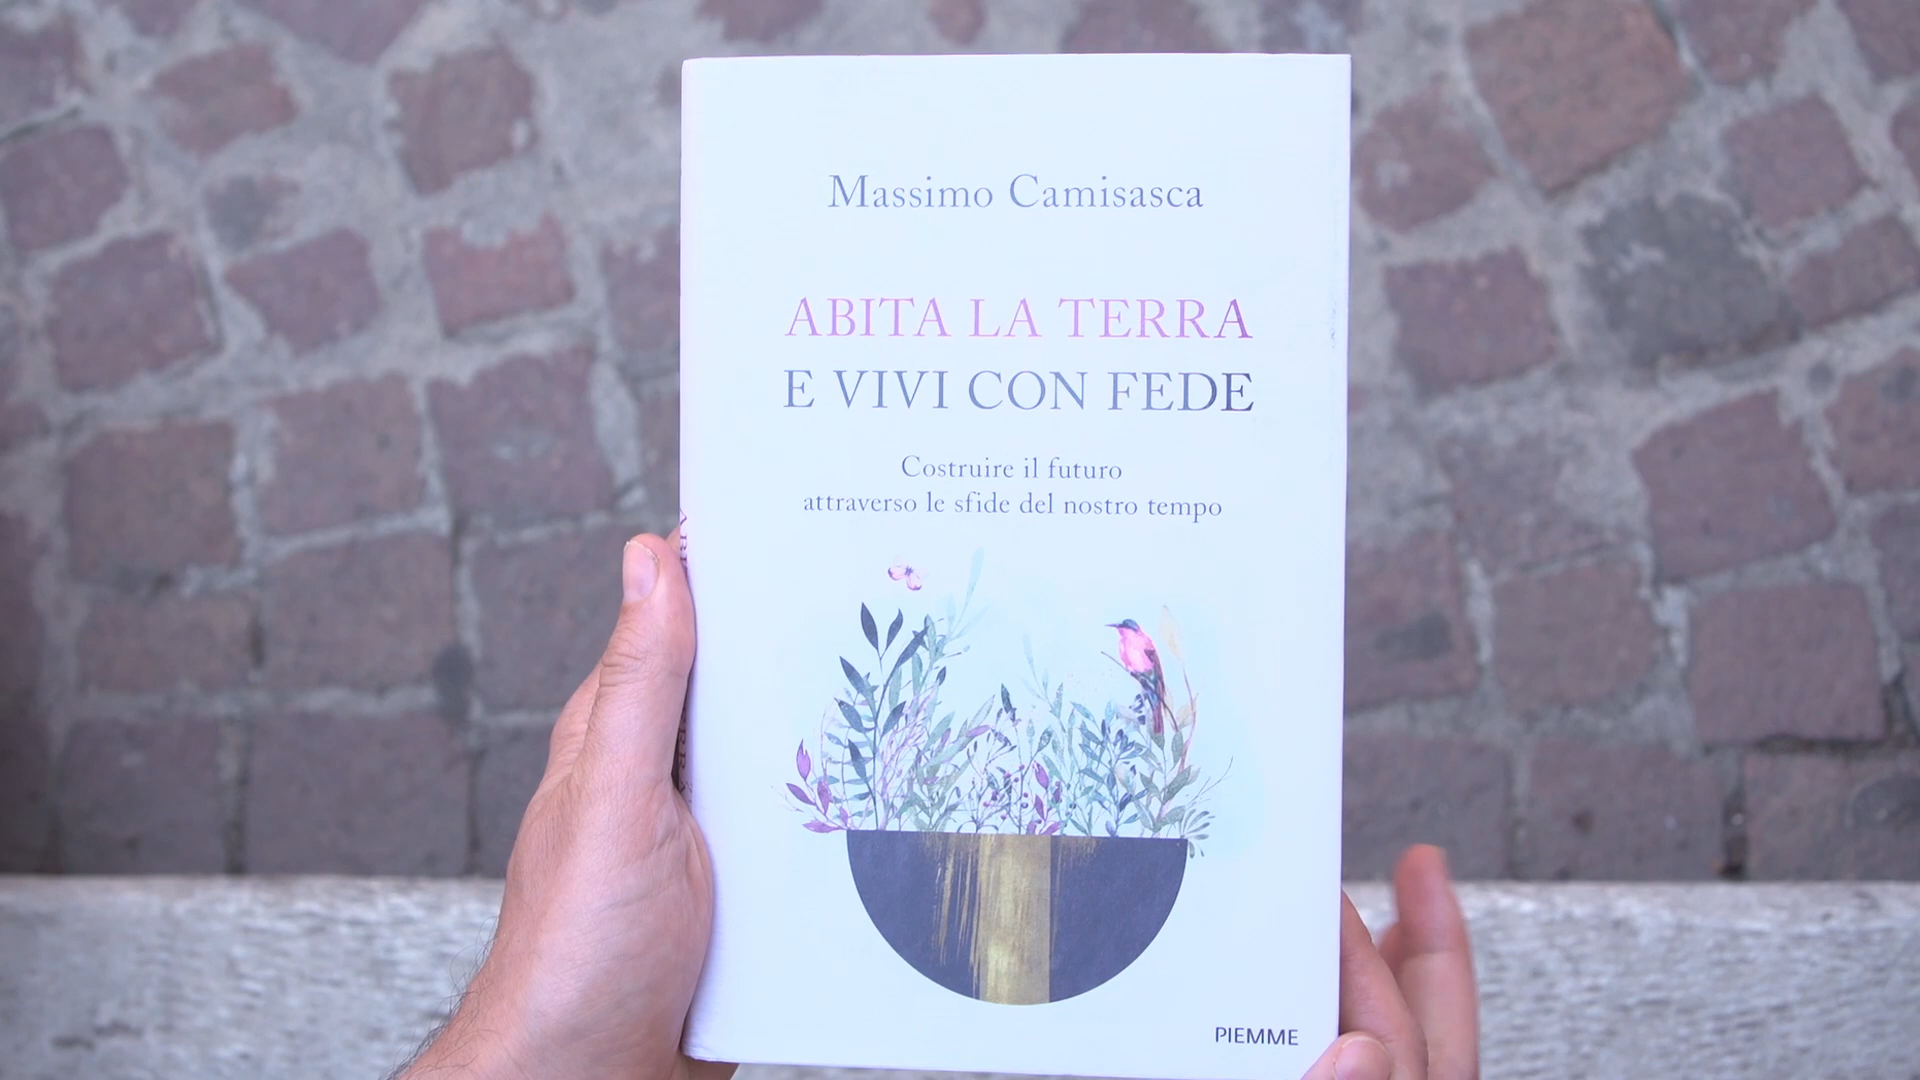 Massimo Camisasca
ABITA LA TERRA
E VIVI CON FEDE
Costruire il futuro
attraverso le sfide del nostro tempo
PIEMME